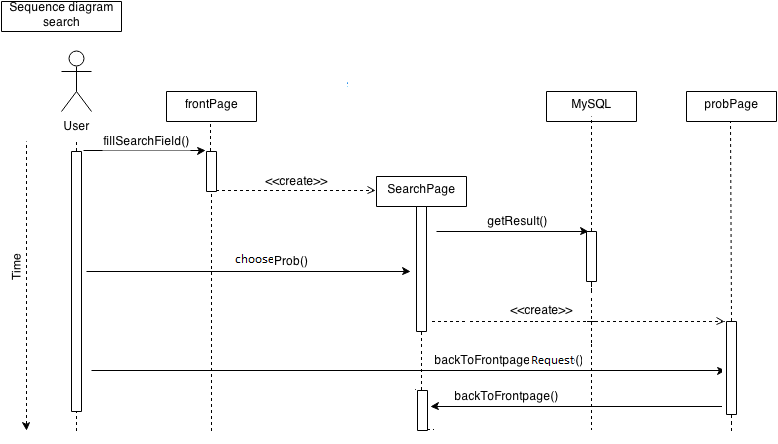 Sequence diagram
search
frontPage
MySQL
probPage
User
fillSearchField()
<<create>>
SearchPage
getResult()
chooseProb()
Time
<<create>>
backToFrontpageRequest()
backToFrontpage()